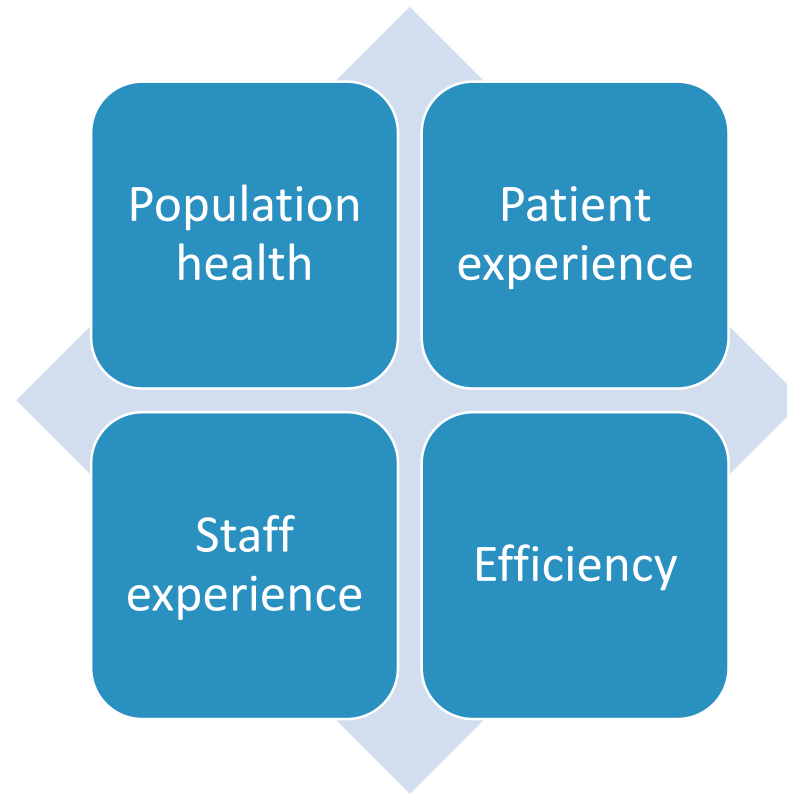 Population
health
Patient
experience
Staff
experience
Efficiency